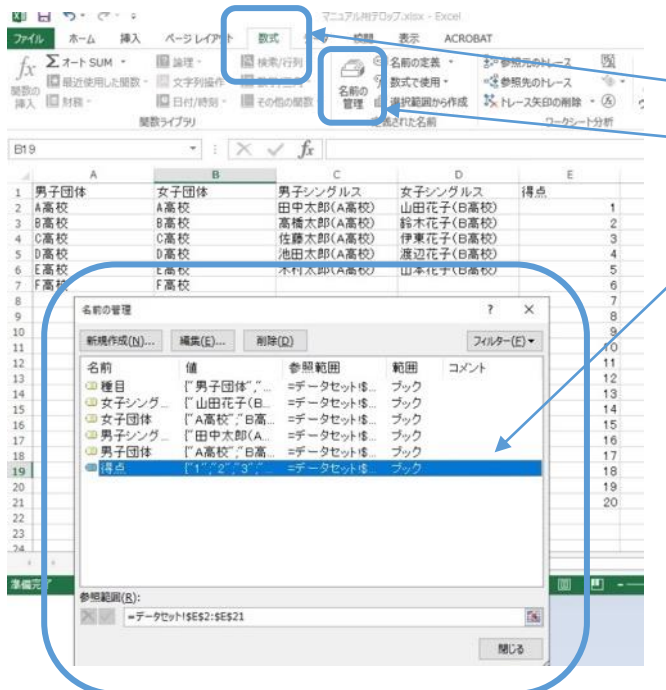 マニュアル用テロップ.xlsx - Excel
ファイル ホーム 挿入 ページレイアウト 数式 校閲 表示 ACROBAT
fx Σ オート SUM 論理 検索/行列 名前の定義 参照元のトレース
最近使用した関数 文字列操作 数式で使用 参照先のトレース
関数の挿入 財務 日付/時刻 その他の関数 名前の管理 選択範囲から作成 トレース矢印の削除
関数ライブラリ 定義された名前 ワークシート分析
B19 fx
A B C D E
1 男子団体 女子団体 男子シングルス 女子シングルス 得点
2 A高校 A高校 田中太郎(A高校) 山田花子(B高校) 1
3 B高校 B高校 高橋太郎(A高校) 鈴木花子(B高校) 2
4 C高校 C高校 佐藤太郎(A高校) 伊東花子(B高校) 3
5 D高校 D高校 池田太郎(A高校) 渡辺花子(B高校) 4
6 E高校 E高校 木村太郎(A高校) 山本花子(B高校) 5
7 F高校 F高校 6
8 7
9 8
10 9
11 10
12 11
13 12
14 13
15 14
16 15
17 16
18 17
19 18
20 19
21 20
22
23
24
名前の管理 ? ×
新規作成(N)... 編集(E)... 削除(D) フィルター(F)
名前 値 参照範囲 範囲 コメント
種目 {"男子団体","... =データセット!$... ブック
女子シング... {"山田花子(B... =データセット!$... ブック
女子団体 {"A高校";"B高... =データセット!$... ブック
男子シング... {"田中太郎(A... =データセット!$... ブック
男子団体 {"A高校";"B高... =データセット!$... ブック
得点 {"1";"2";"3";"... =データセット!$... ブック
準備完了
参照範囲(R):
=データセット!$E$2:$E$21
閉じる